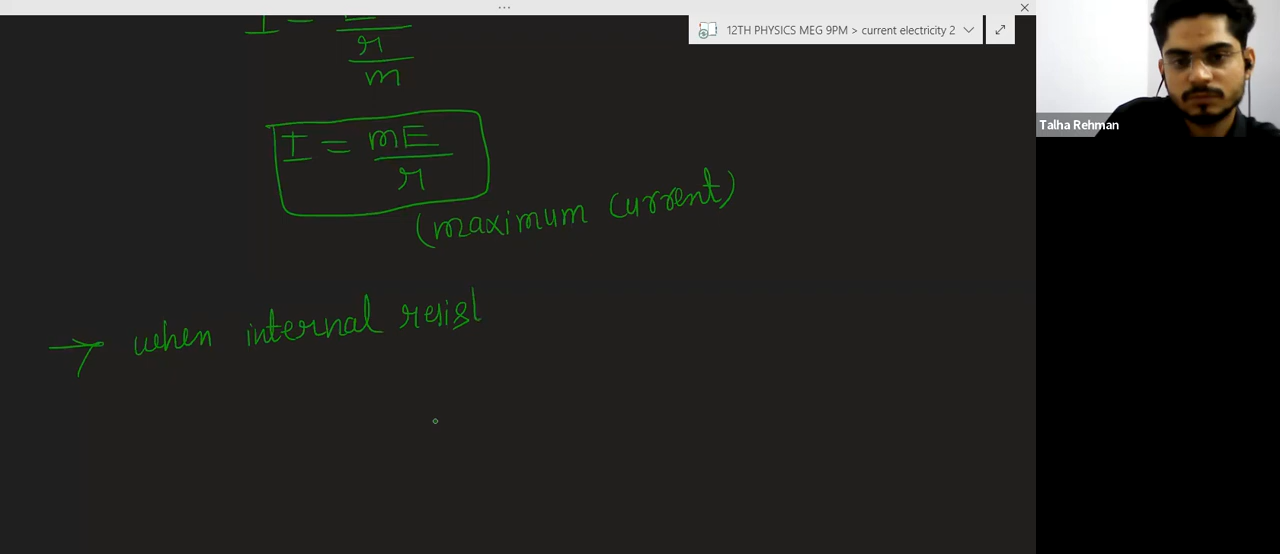 12TH PHYSICS MEG 9PM > current electricity 2
I =
r
m
I = mE
r
(maximum current)
→ when internal resist
Talha Rehman